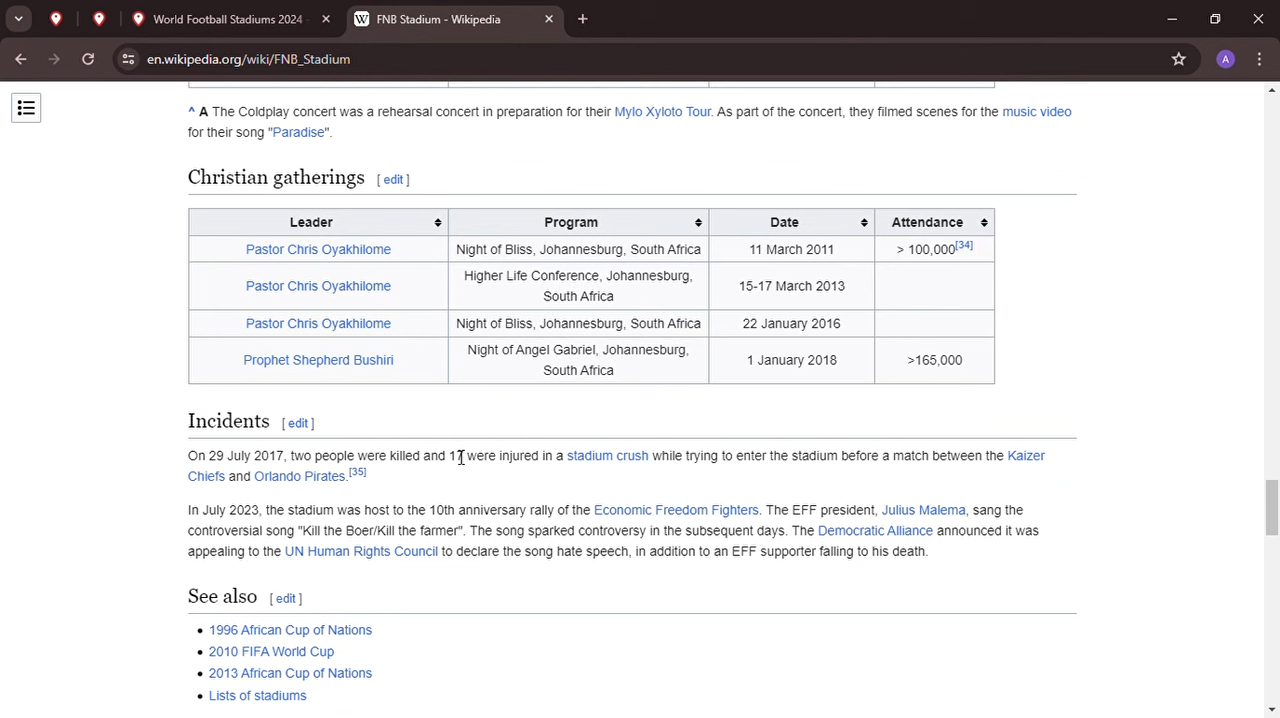 World Football Stadiums 2024 -
FNB Stadium - Wikipedia
en.wikipedia.org/wiki/FNB_Stadium
A
^ A The Coldplay concert was a rehearsal concert in preparation for their Mylo Xyloto Tour. As part of the concert, they filmed scenes for the music video
for their song "Paradise".
Christian gatherings [ edit ]
Leader Program Date Attendance
Pastor Chris Oyakhilome Night of Bliss, Johannesburg, South Africa 11 March 2011 > 100,000[34]
Pastor Chris Oyakhilome Higher Life Conference, Johannesburg, 15-17 March 2013
South Africa
Pastor Chris Oyakhilome Night of Bliss, Johannesburg, South Africa 22 January 2016
Prophet Shepherd Bushiri Night of Angel Gabriel, Johannesburg, 1 January 2018 >165,000
South Africa
Incidents [ edit ]
On 29 July 2017, two people were killed and 17 were injured in a stadium crush while trying to enter the stadium before a match between the Kaizer
Chiefs and Orlando Pirates.[35]
In July 2023, the stadium was host to the 10th anniversary rally of the Economic Freedom Fighters. The EFF president, Julius Malema, sang the
controversial song "Kill the Boer/Kill the farmer". The song sparked controversy in the subsequent days. The Democratic Alliance announced it was
appealing to the UN Human Rights Council to declare the song hate speech, in addition to an EFF supporter falling to his death.
See also [ edit ]
• 1996 African Cup of Nations
• 2010 FIFA World Cup
• 2013 African Cup of Nations
• Lists of stadiums